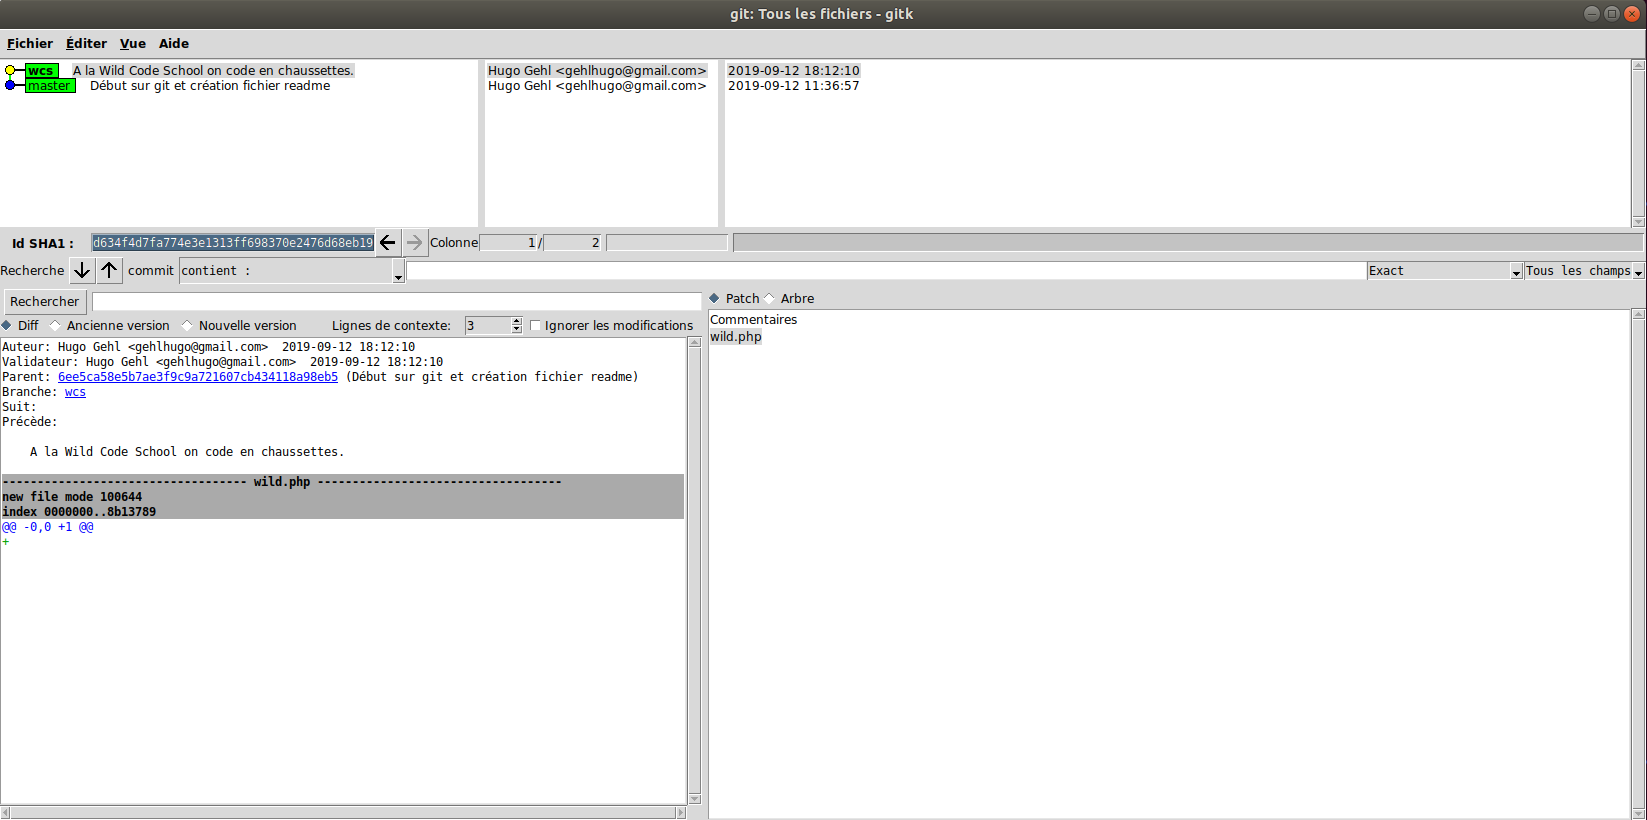 git: Tous les fichiers - gitk
Fichier Éditer Vue Aide
wcs A la Wild Code School on code en chaussettes. Hugo Gehl <gehlhugo@gmail.com> 2019-09-12 18:12:10
master Début sur git et création fichier readme Hugo Gehl <gehlhugo@gmail.com> 2019-09-12 11:36:57
Id SHA1 : d634f4d7fa774e3e1313ff698370e2476d68eb19 Colonne 1 / 2
Recherche commit contient : Exact Tous les champs
Rechercher
Diff Ancienne version Nouvelle version Lignes de contexte: 3 Ignorer les modifications
Auteur: Hugo Gehl <gehlhugo@gmail.com> 2019-09-12 18:12:10
Validateur: Hugo Gehl <gehlhugo@gmail.com> 2019-09-12 18:12:10
Parent: 6ee5ca58e5b7ae3f9c9a721607cb434118a98eb5 (Début sur git et création fichier readme)
Branche: wcs
Suit:
Précède:
A la Wild Code School on code en chaussettes.
----------------------------------- wild.php -----------------------------------
new file mode 100644
index 0000000..8b13789
@@ -0,0 +1 @@
+
Patch Arbre
Commentaires
wild.php